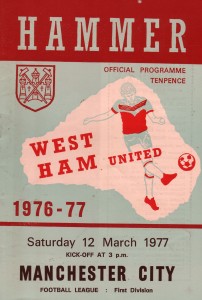 HAMMER
OFFICIAL PROGRAMME
TENPENCE
WEST
HAM UNITED
1976-77
Saturday 12 March 1977
KICK-OFF AT 3 p.m.
MANCHESTER CITY
FOOTBALL LEAGUE : First Division